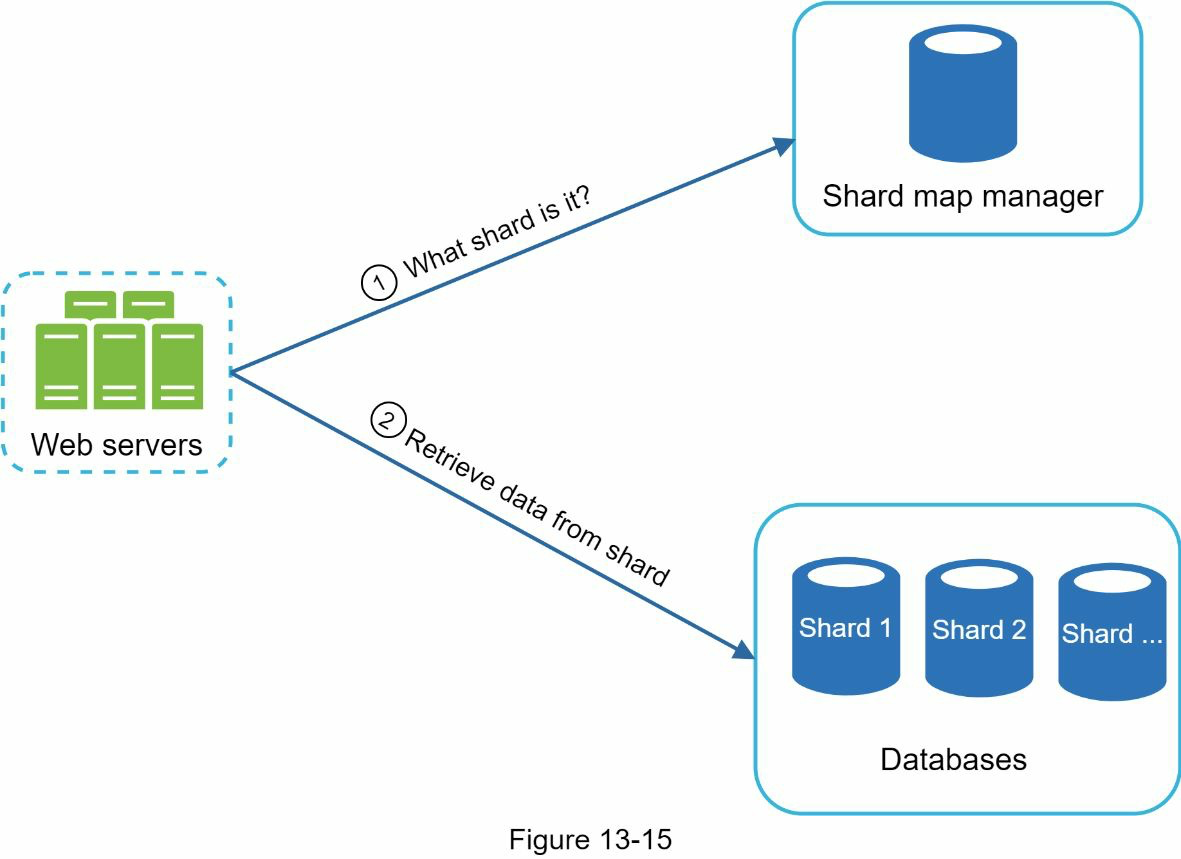 Shard map manager
1 What shard is it?
Web servers
2 Retrieve data from shard
Shard 1
Shard 2
Shard ...
Databases
Figure 13-15